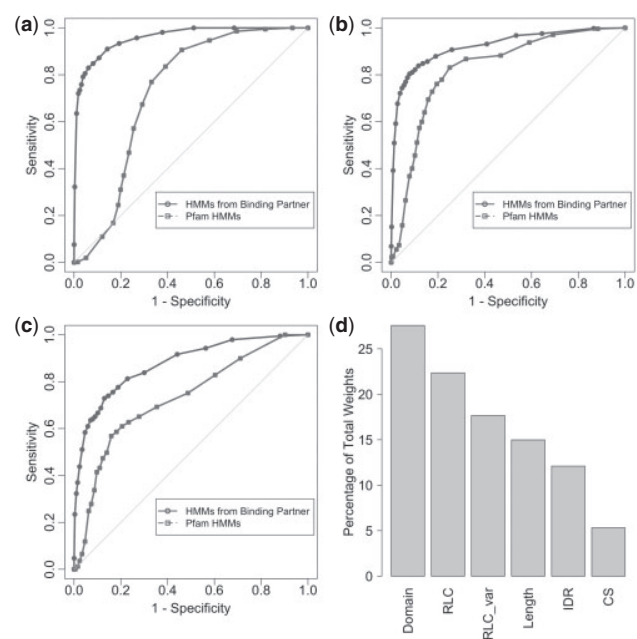 (a)
Sensitivity
1.0
0.8
0.6
0.4
0.2
0.0
HMMs from Binding Partner
Pfam HMMs
0.0 0.2 0.4 0.6 0.8 1.0
1 - Specificity
(b)
Sensitivity
1.0
0.8
0.6
0.4
0.2
0.0
HMMs from Binding Partner
Pfam HMMs
0.0 0.2 0.4 0.6 0.8 1.0
1 - Specificity
(c)
Sensitivity
1.0
0.8
0.6
0.4
0.2
0.0
HMMs from Binding Partner
Pfam HMMs
0.0 0.2 0.4 0.6 0.8 1.0
1 - Specificity
(d)
Percentage of Total Weights
25
20
15
10
5
0
Domain
RLC
RLC_var
Length
IDR
CS